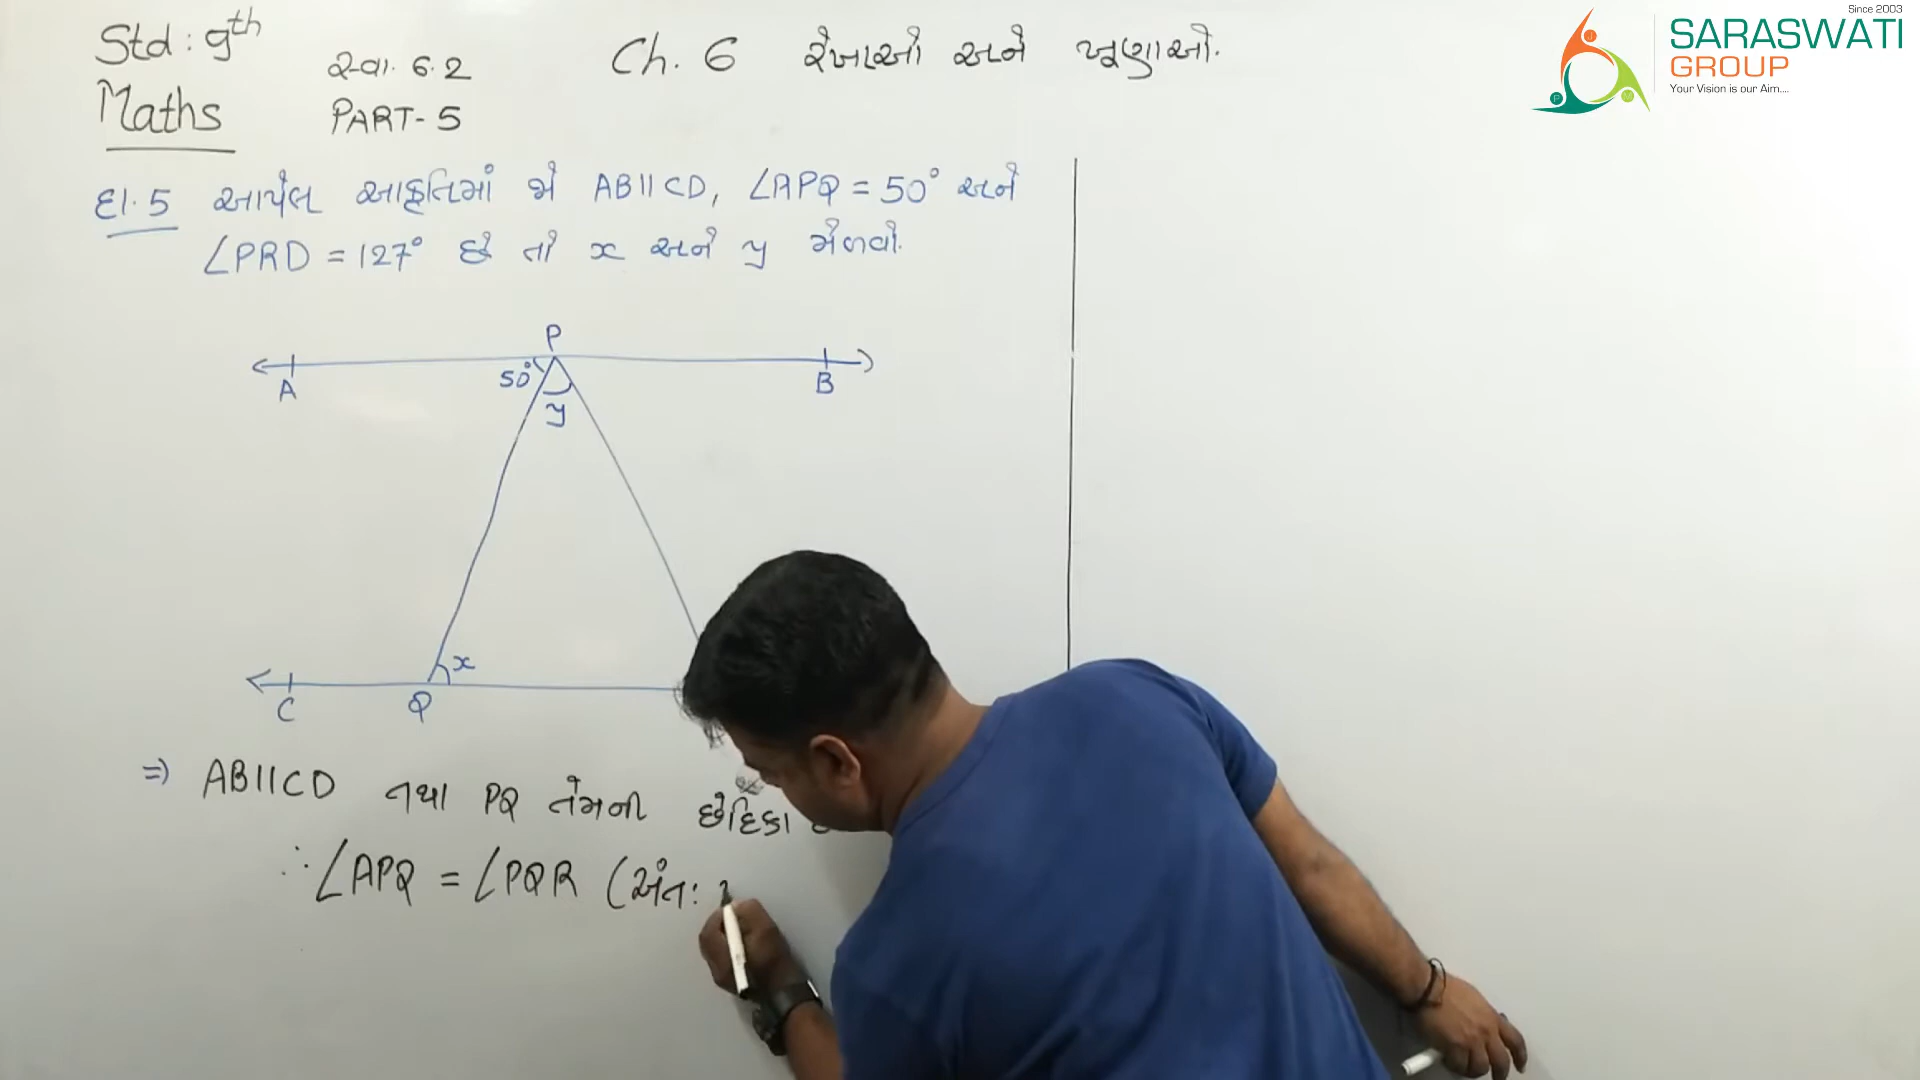 Std : 9th
Maths
સ્વા. 6.2
PART-5
Ch. 6 રેખાઓ અને ખૂણાઓ.
Since 2003
SARASWATI
GROUP
Your Vision is our Aim....
P
M
દા.5 આપેલ આકૃતિમાં જો AB||CD, ∠APQ = 50° અને
∠PRD = 127° છે તો x અને y મેળવો.
P
A
50°
B
y
x
C
Q
⇒ AB||CD તથા PQ તેમની છેદિકા
∴ ∠APQ = ∠PQR (અંતઃ